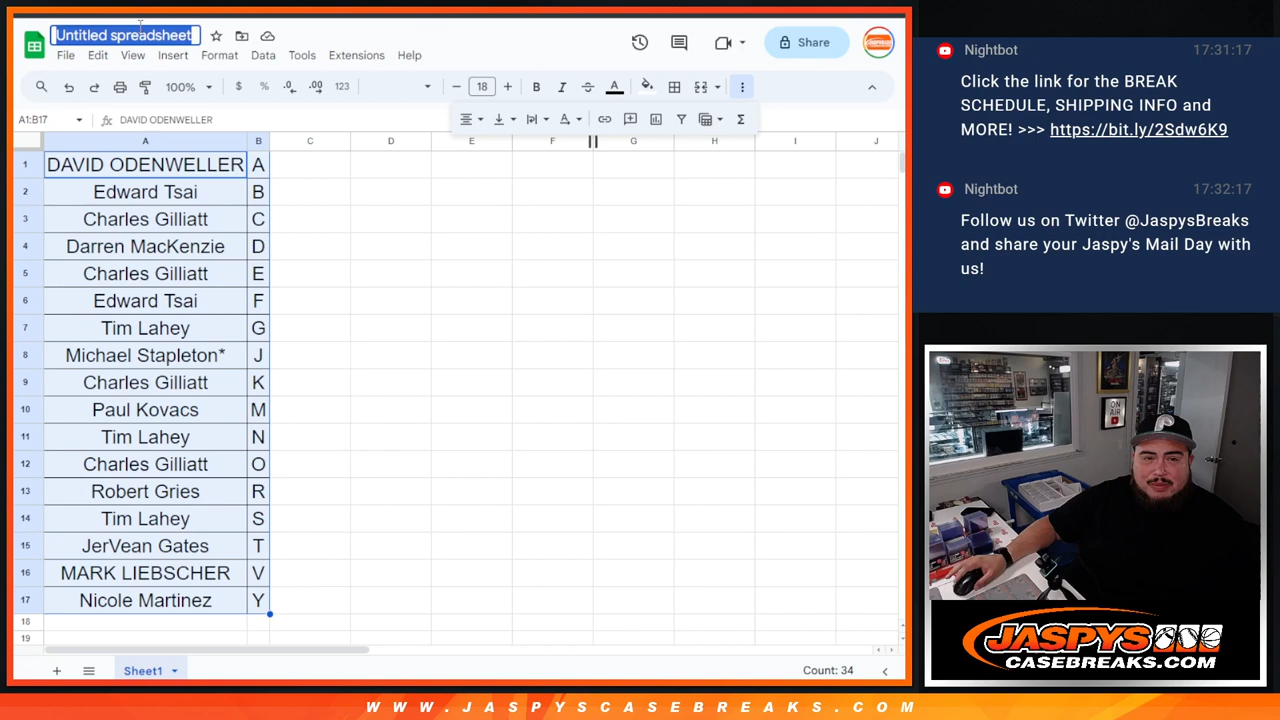 Untitled spreadsheet
File Edit View Insert Format Data Tools Extensions Help
Share
100% $ % .0 .00 123 18 B I S A
A1:B17 fx DAVID ODENWELLER
A B C D E F G H I J
1 DAVID ODENWELLER A
2 Edward Tsai B
3 Charles Gilliatt C
4 Darren MacKenzie D
5 Charles Gilliatt E
6 Edward Tsai F
7 Tim Lahey G
8 Michael Stapleton* J
9 Charles Gilliatt K
10 Paul Kovacs M
11 Tim Lahey N
12 Charles Gilliatt O
13 Robert Gries R
14 Tim Lahey S
15 JerVean Gates T
16 MARK LIEBSCHER V
17 Nicole Martinez Y
18
19
Sheet1
Count: 34
Nightbot 17:31:17
Click the link for the BREAK
SCHEDULE, SHIPPING INFO and
MORE! >>> https://bit.ly/2Sdw6K9
Nightbot 17:32:17
Follow us on Twitter @JaspysBreaks
and share your Jaspy's Mail Day with
us!
ON
AIR
P
JASPYS
CASEBREAKS.COM
WWW.JASPYSCASEBREAKS.COM